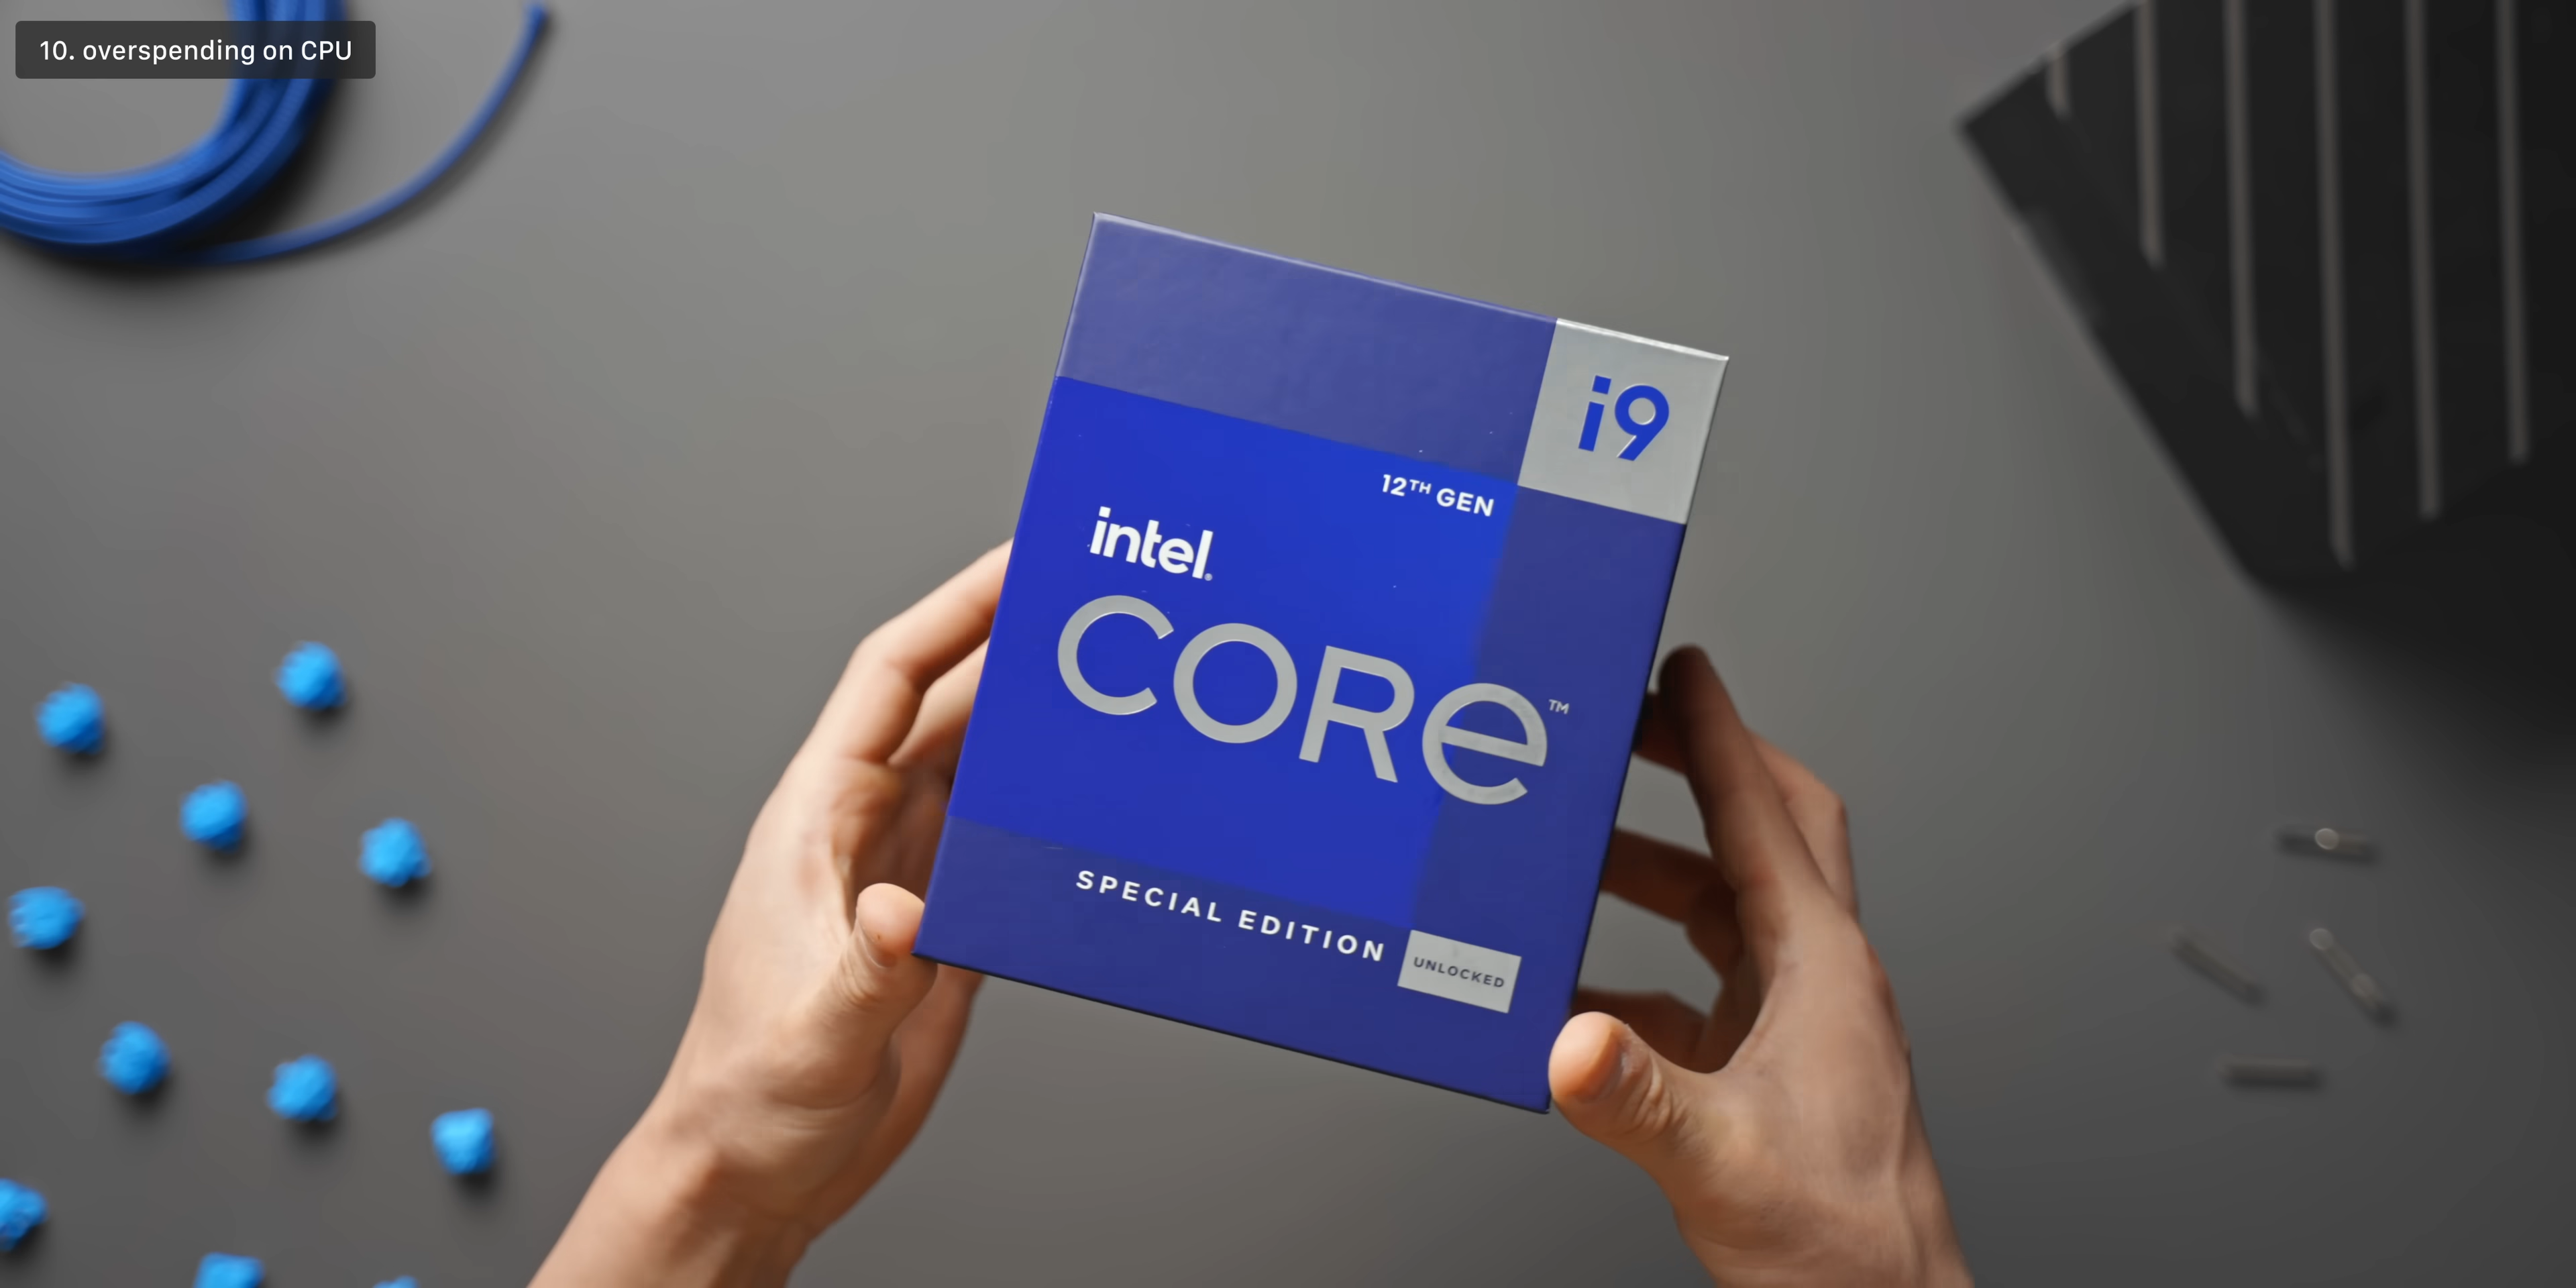 10. overspending on CPU
i9
12TH GEN
intel®
CORe™
SPECIAL EDITION
UNLOCKED